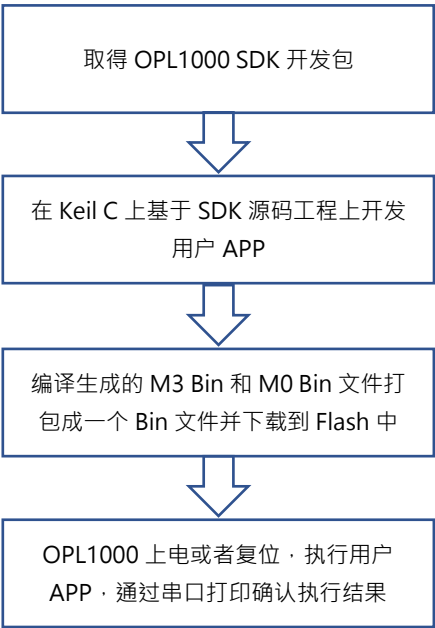 取得 OPL1000 SDK 开发包
在 Keil C 上基于 SDK 源码工程上开发
用户 APP
编译生成的 M3 Bin 和 M0 Bin 文件打
包成一个 Bin 文件并下载到 Flash 中
OPL1000 上电或者复位，执行用户
APP，通过串口打印确认执行结果